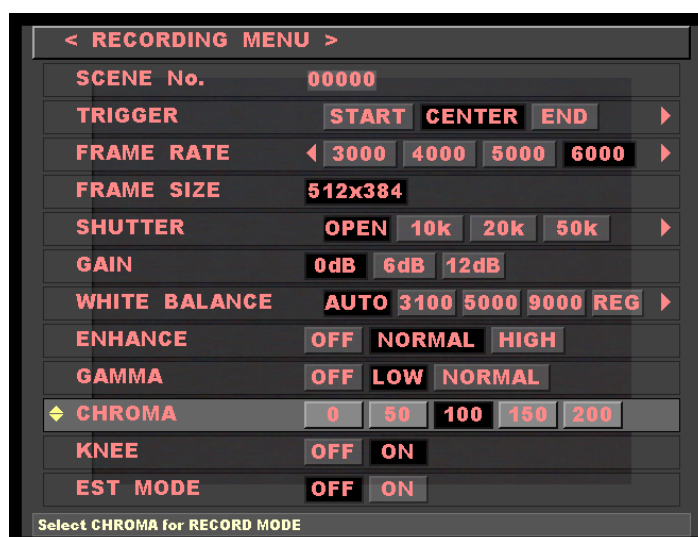 < RECORDING MENU >
SCENE No. 00000
TRIGGER START CENTER END
FRAME RATE 3000 4000 5000 6000
FRAME SIZE 512x384
SHUTTER OPEN 10k 20k 50k
GAIN 0dB 6dB 12dB
WHITE BALANCE AUTO 3100 5000 9000 REG
ENHANCE OFF NORMAL HIGH
GAMMA OFF LOW NORMAL
CHROMA 0 50 100 150 200
KNEE OFF ON
EST MODE OFF ON
Select CHROMA for RECORD MODE